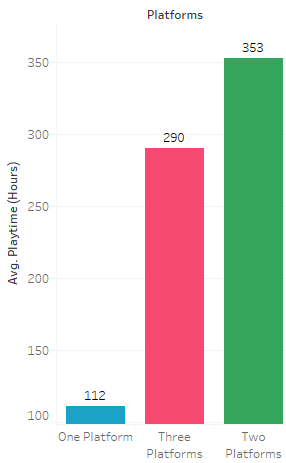 Platforms
Avg. Playtime (Hours)
350
300
250
200
150
100
353
290
112
One Platform
Three
Platforms
Two
Platforms